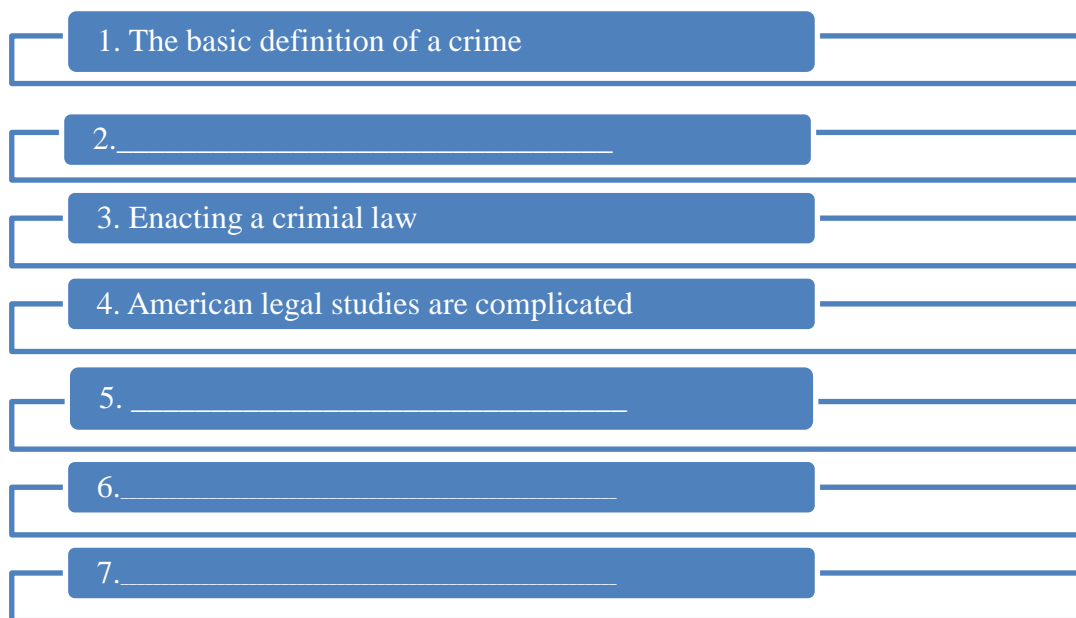 1. The basic definition of a crime
2.________________________________
3. Enacting a crimial law
4. American legal studies are complicated
5. ________________________________
6.________________________________
7.________________________________